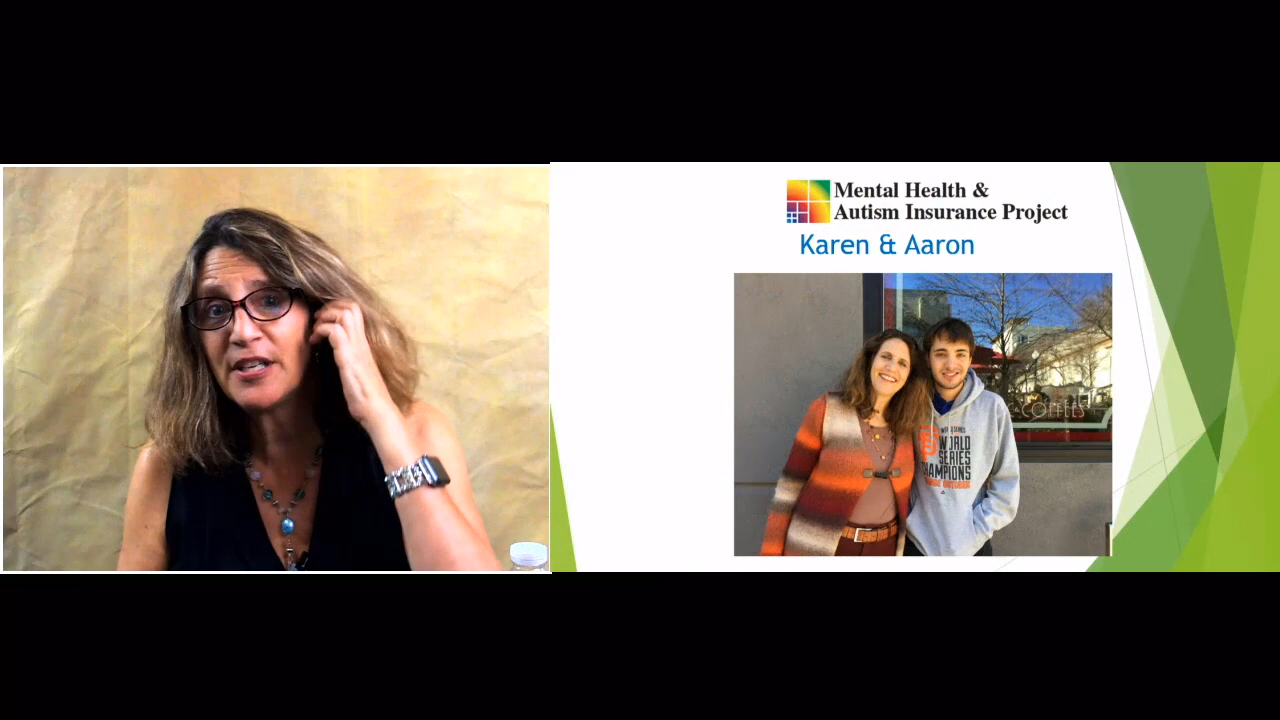 Mental Health &
Autism Insurance Project
Karen & Aaron
COFFEES
WORLD
SERIES
CHAMPIONS